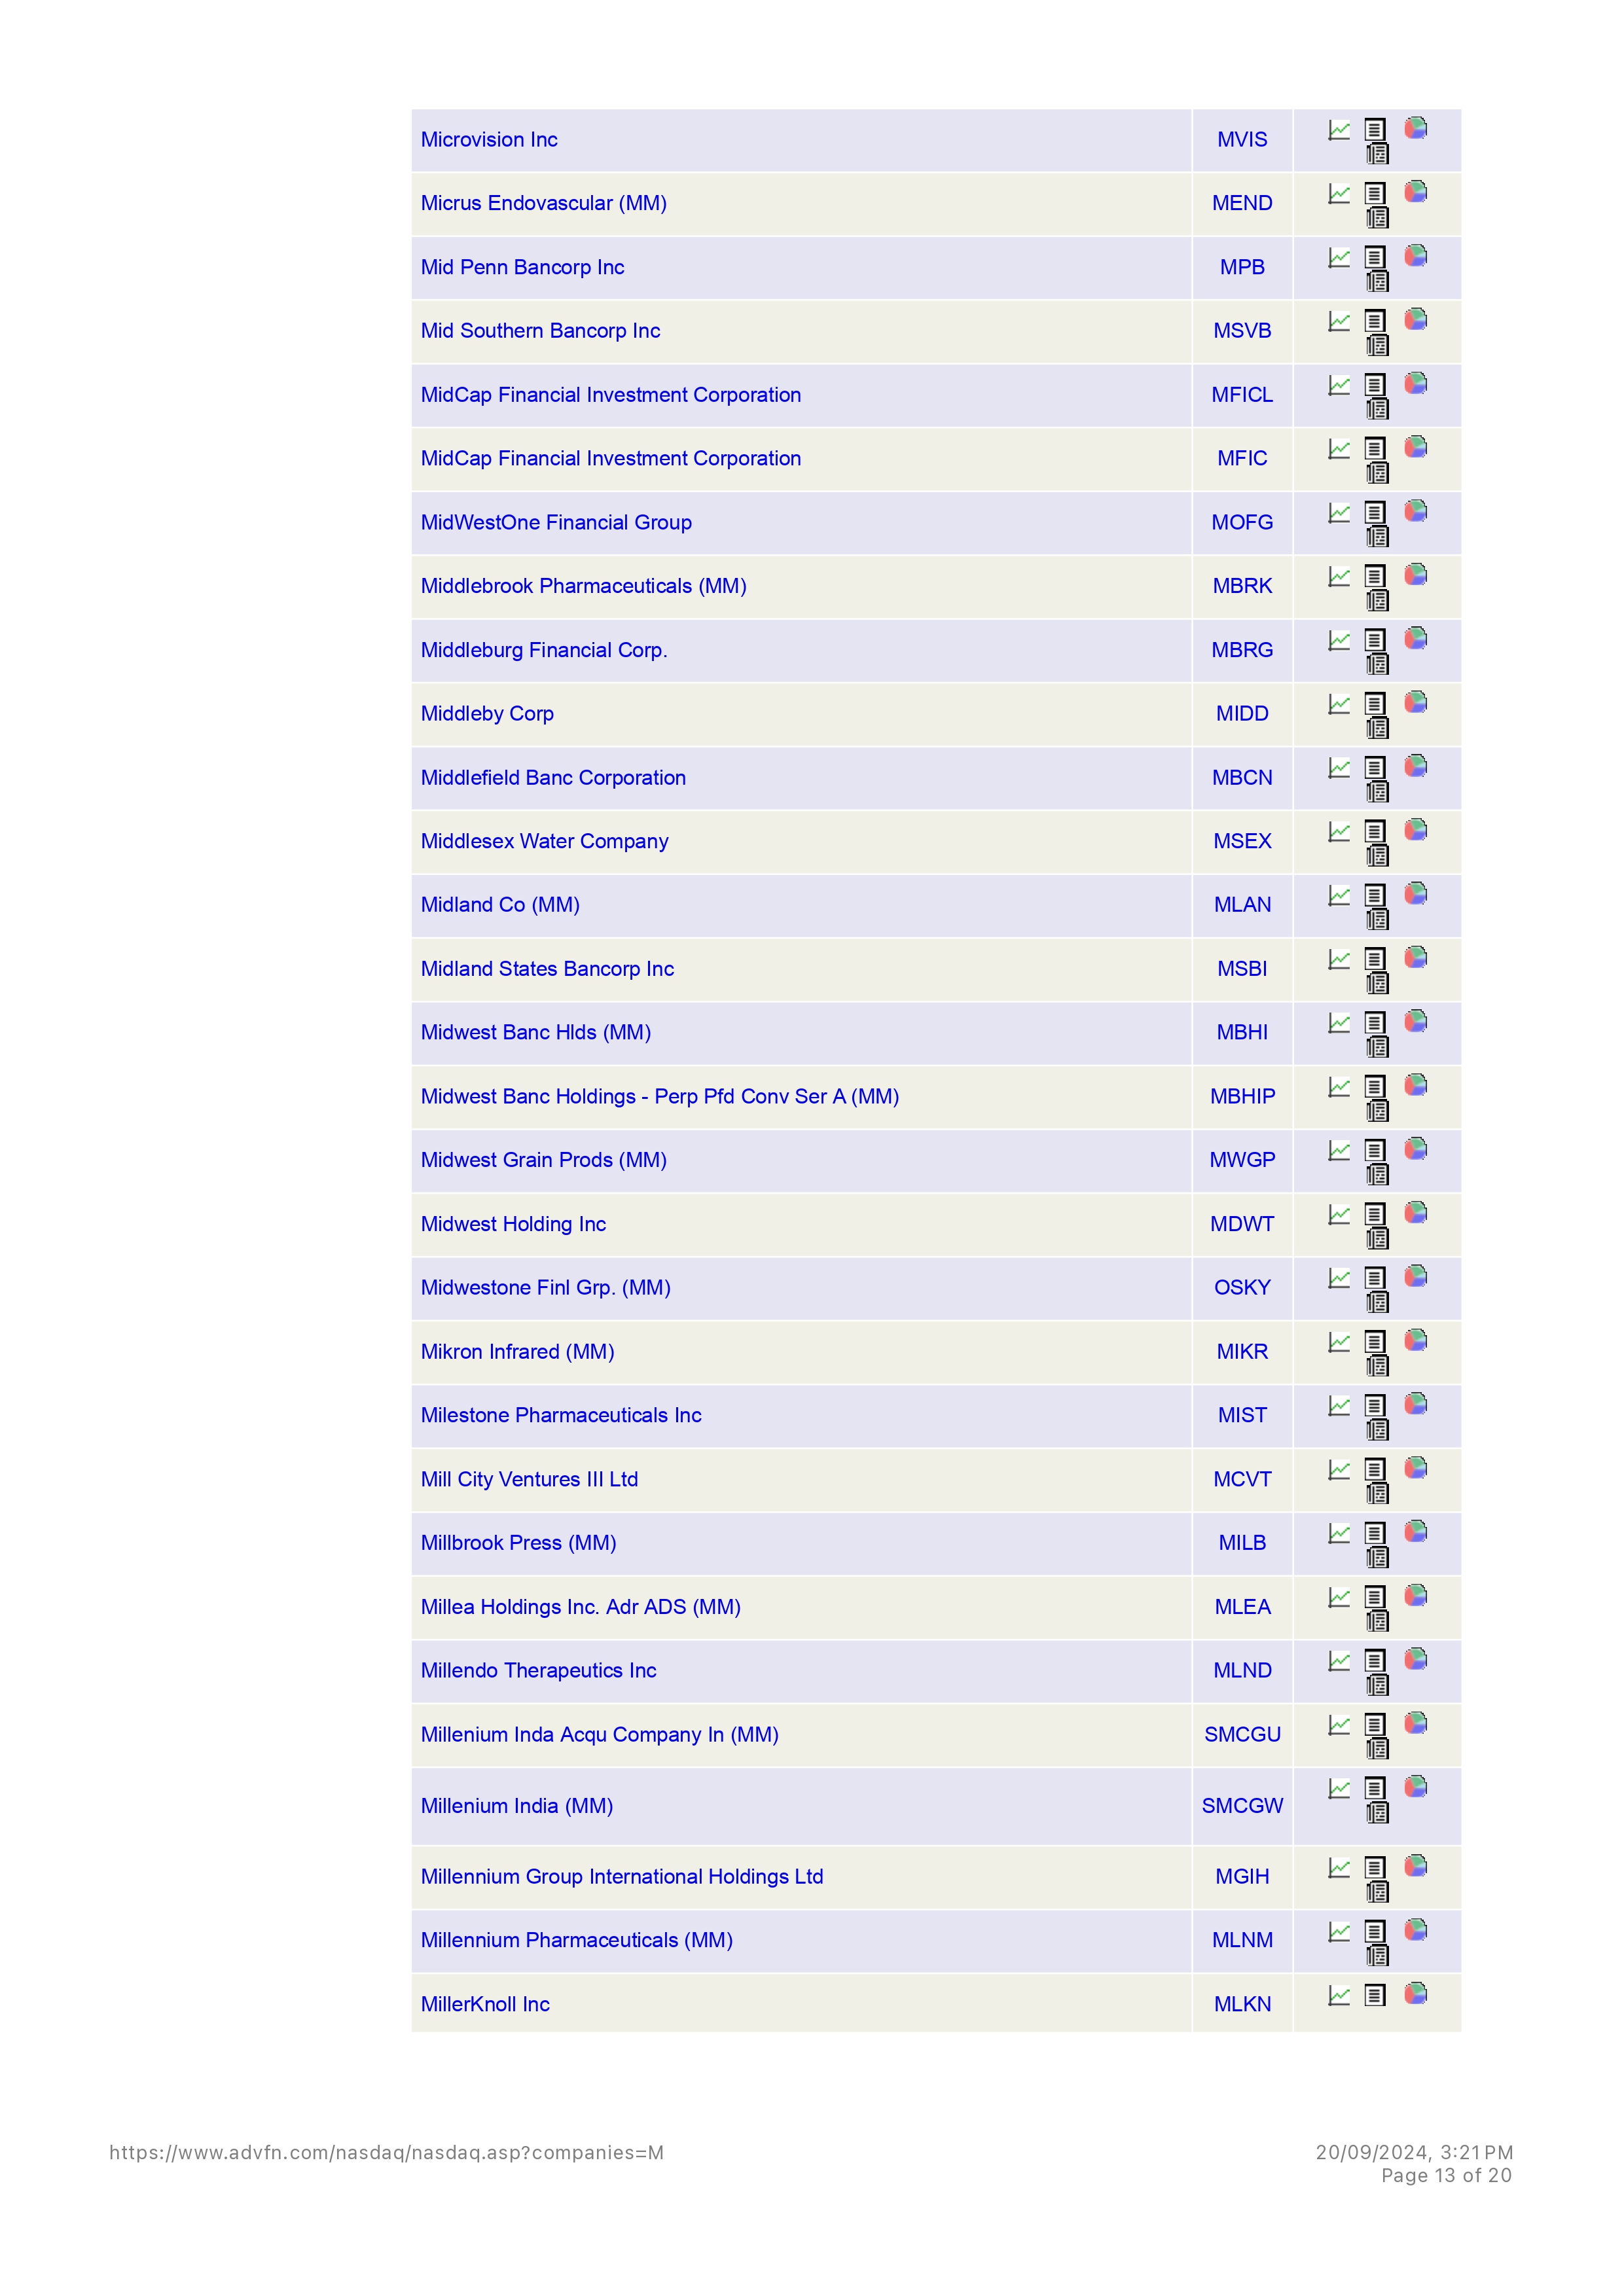 Microvision Inc MVIS
Micrus Endovascular (MM) MEND
Mid Penn Bancorp Inc MPB
Mid Southern Bancorp Inc MSVB
MidCap Financial Investment Corporation MFICL
MidCap Financial Investment Corporation MFIC
MidWestOne Financial Group MOFG
Middlebrook Pharmaceuticals (MM) MBRK
Middleburg Financial Corp. MBRG
Middleby Corp MIDD
Middlefield Banc Corporation MBCN
Middlesex Water Company MSEX
Midland Co (MM) MLAN
Midland States Bancorp Inc MSBI
Midwest Banc Hlds (MM) MBHI
Midwest Banc Holdings - Perp Pfd Conv Ser A (MM) MBHIP
Midwest Grain Prods (MM) MWGP
Midwest Holding Inc MDWT
Midwestone Finl Grp. (MM) OSKY
Mikron Infrared (MM) MIKR
Milestone Pharmaceuticals Inc MIST
Mill City Ventures III Ltd MCVT
Millbrook Press (MM) MILB
Millea Holdings Inc. Adr ADS (MM) MLEA
Millendo Therapeutics Inc MLND
Millenium Inda Acqu Company In (MM) SMCGU
Millenium India (MM) SMCGW
Millennium Group International Holdings Ltd MGIH
Millennium Pharmaceuticals (MM) MLNM
MillerKnoll Inc MLKN
https://www.advfn.com/nasdaq/nasdaq.asp?companies=M 20/09/2024, 3:21 PM
Page 13 of 20